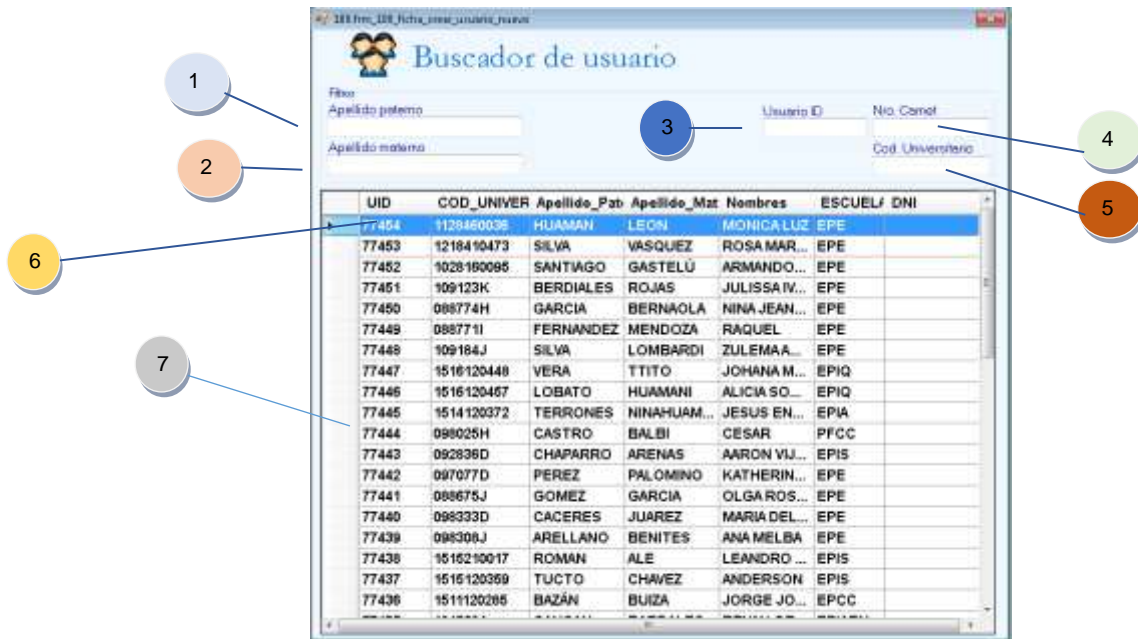 188.frm_188_ficha_crear_usuario_nuevo
Buscador de usuario
Filtros
Apellido paterno
Usuario ID
Nro. Carnet
Apellido materno
Cod. Universitario
1
2
3
4
5
6
7
UID COD_UNIVER Apellido_Pat Apellido_Mat Nombres ESCUELA DNI
77454 1128460036 HUAMAN LEON MONICA LUZ EPE
77453 1218410473 SILVA VASQUEZ ROSA MAR... EPE
77452 1028160095 SANTIAGO GASTELÚ ARMANDO... EPE
77451 109123K BERDIALES ROJAS JULISSA IV... EPE
77450 088774H GARCIA BERNAOLA NINA JEAN... EPE
77449 088771I FERNANDEZ MENDOZA RAQUEL EPE
77448 109184J SILVA LOMBARDI ZULEMA A... EPE
77447 1516120448 VERA TTITO JOHANA M... EPIQ
77446 1516120457 LOBATO HUAMANI ALICIA SO... EPIQ
77445 1514120372 TERRONES NINAHUAM... JESUS EN... EPIA
77444 098025H CASTRO BALBI CESAR PFCC
77443 092836D CHAPARRO ARENAS AARON VIJ... EPIS
77442 097077D PEREZ PALOMINO KATHERIN... EPE
77441 088675J GOMEZ GARCIA OLGA ROS... EPE
77440 098333D CACERES JUAREZ MARIA DEL... EPE
77439 098308J ARELLANO BENITES ANA MELBA EPE
77438 1515210017 ROMAN ALE LEANDRO ... EPIS
77437 1515120359 TUCTO CHAVEZ ANDERSON EPIS
77436 1511120285 BAZÁN BUIZA JORGE JO... EPCC